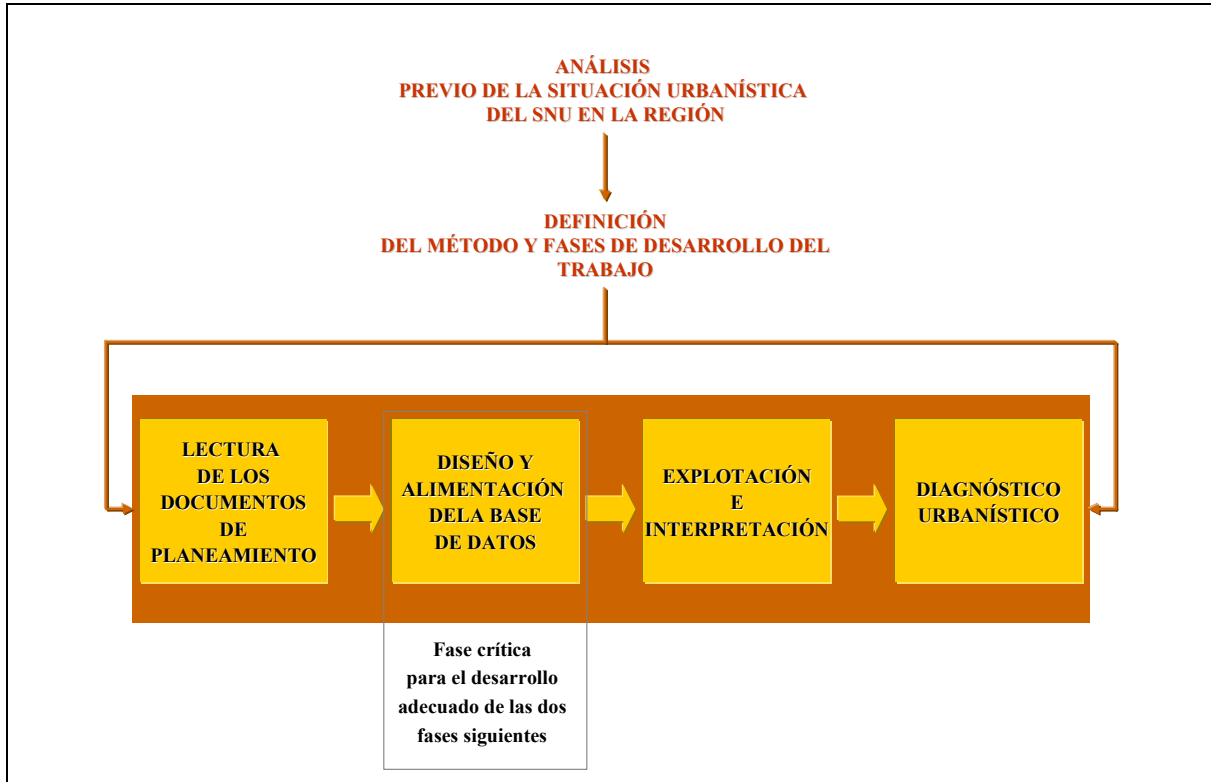 ANÁLISIS
PREVIO DE LA SITUACIÓN URBANÍSTICA
DEL SNU EN LA REGIÓN
DEFINICIÓN
DEL MÉTODO Y FASES DE DESARROLLO DEL
TRABAJO
LECTURA
DE LOS
DOCUMENTOS
DE
PLANEAMIENTO
DISEÑO Y
ALIMENTACIÓN
DELA BASE
DE DATOS
EXPLOTACIÓN
E
INTERPRETACIÓN
DIAGNÓSTICO
URBANÍSTICO
Fase crítica
para el desarrollo
adecuado de las dos
fases siguientes